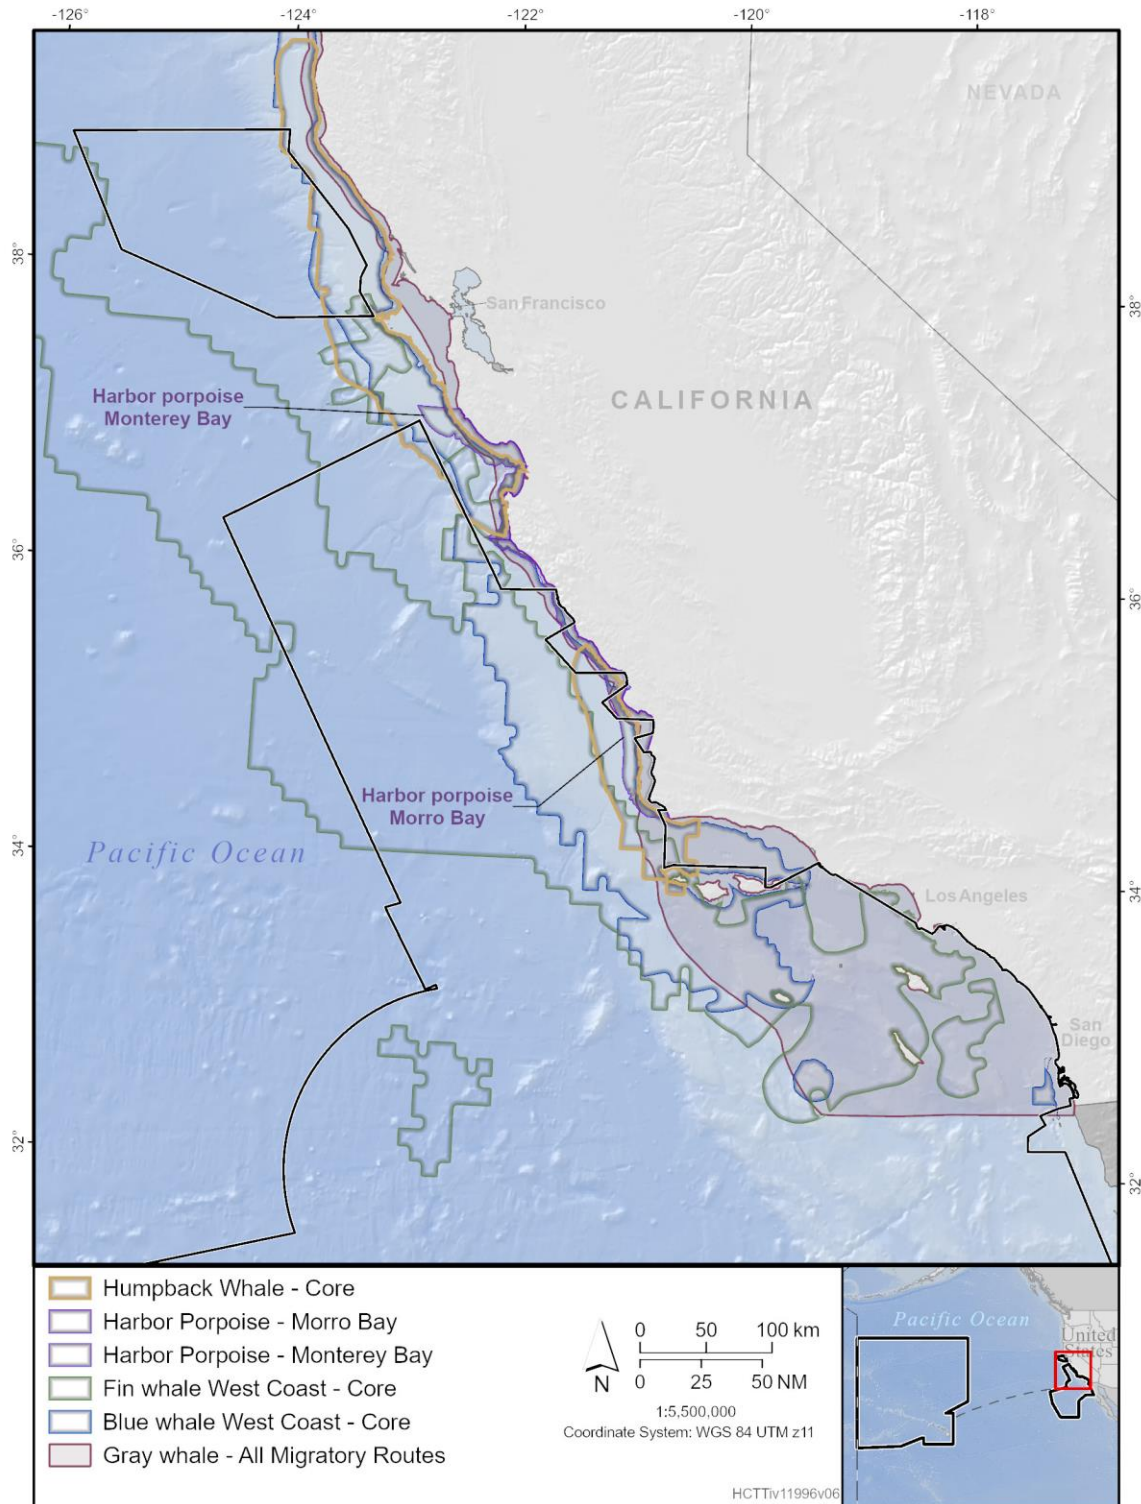 -126°
-124°
-122°
-120°
-118°
NEVADA
38°
38°
San Francisco
Harbor porpoise
Monterey Bay
CALIFORNIA
36°
36°
Harbor porpoise
Morro Bay
34°
34°
Pacific Ocean
Los Angeles
San
Diego
32°
32°
Humpback Whale - Core
Harbor Porpoise - Morro Bay
Harbor Porpoise - Monterey Bay
Fin whale West Coast - Core
Blue whale West Coast - Core
Gray whale - All Migratory Routes
N
0 50 100 km
0 25 50 NM
1:5,500,000
Coordinate System: WGS 84 UTM z11
HCTTiv11996v06
Pacific Ocean
United
States